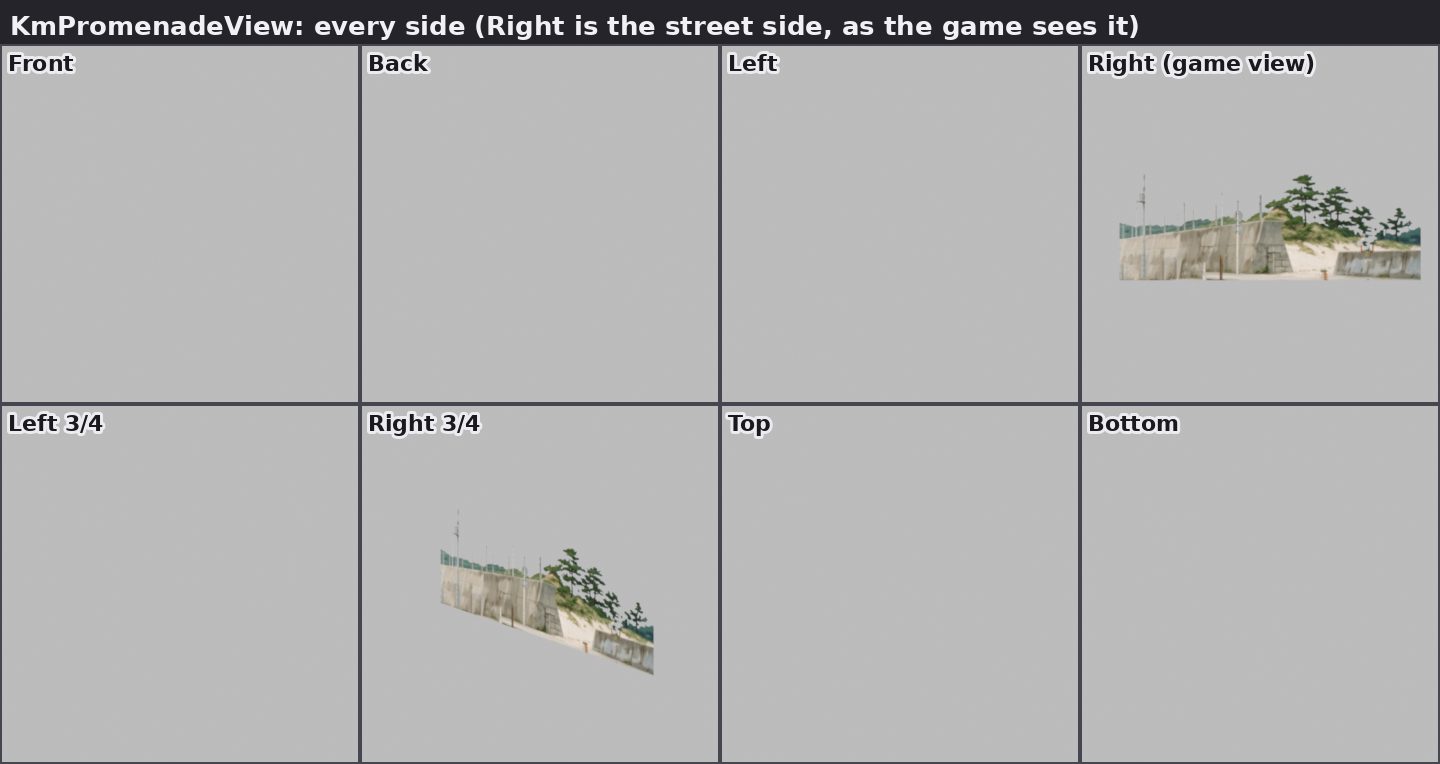 KmPromenadeView: every side (Right is the street side, as the game sees it)
Front
Back
Left
Right (game view)
Left 3/4
Right 3/4
Top
Bottom